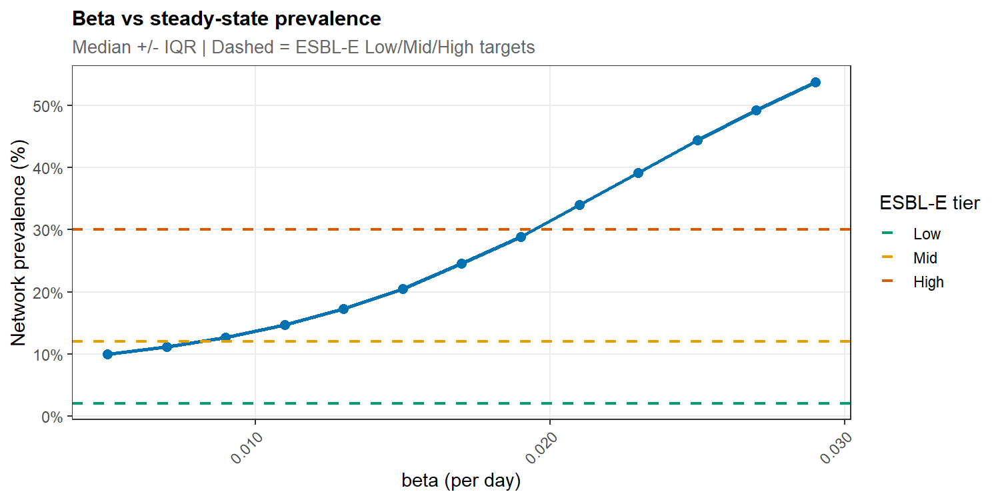 Beta vs steady-state prevalence
Median +/- IQR | Dashed = ESBL-E Low/Mid/High targets
Network prevalence (%)
50%
40%
30%
20%
10%
0%
0.010
0.020
0.030
beta (per day)
ESBL-E tier
Low
Mid
High